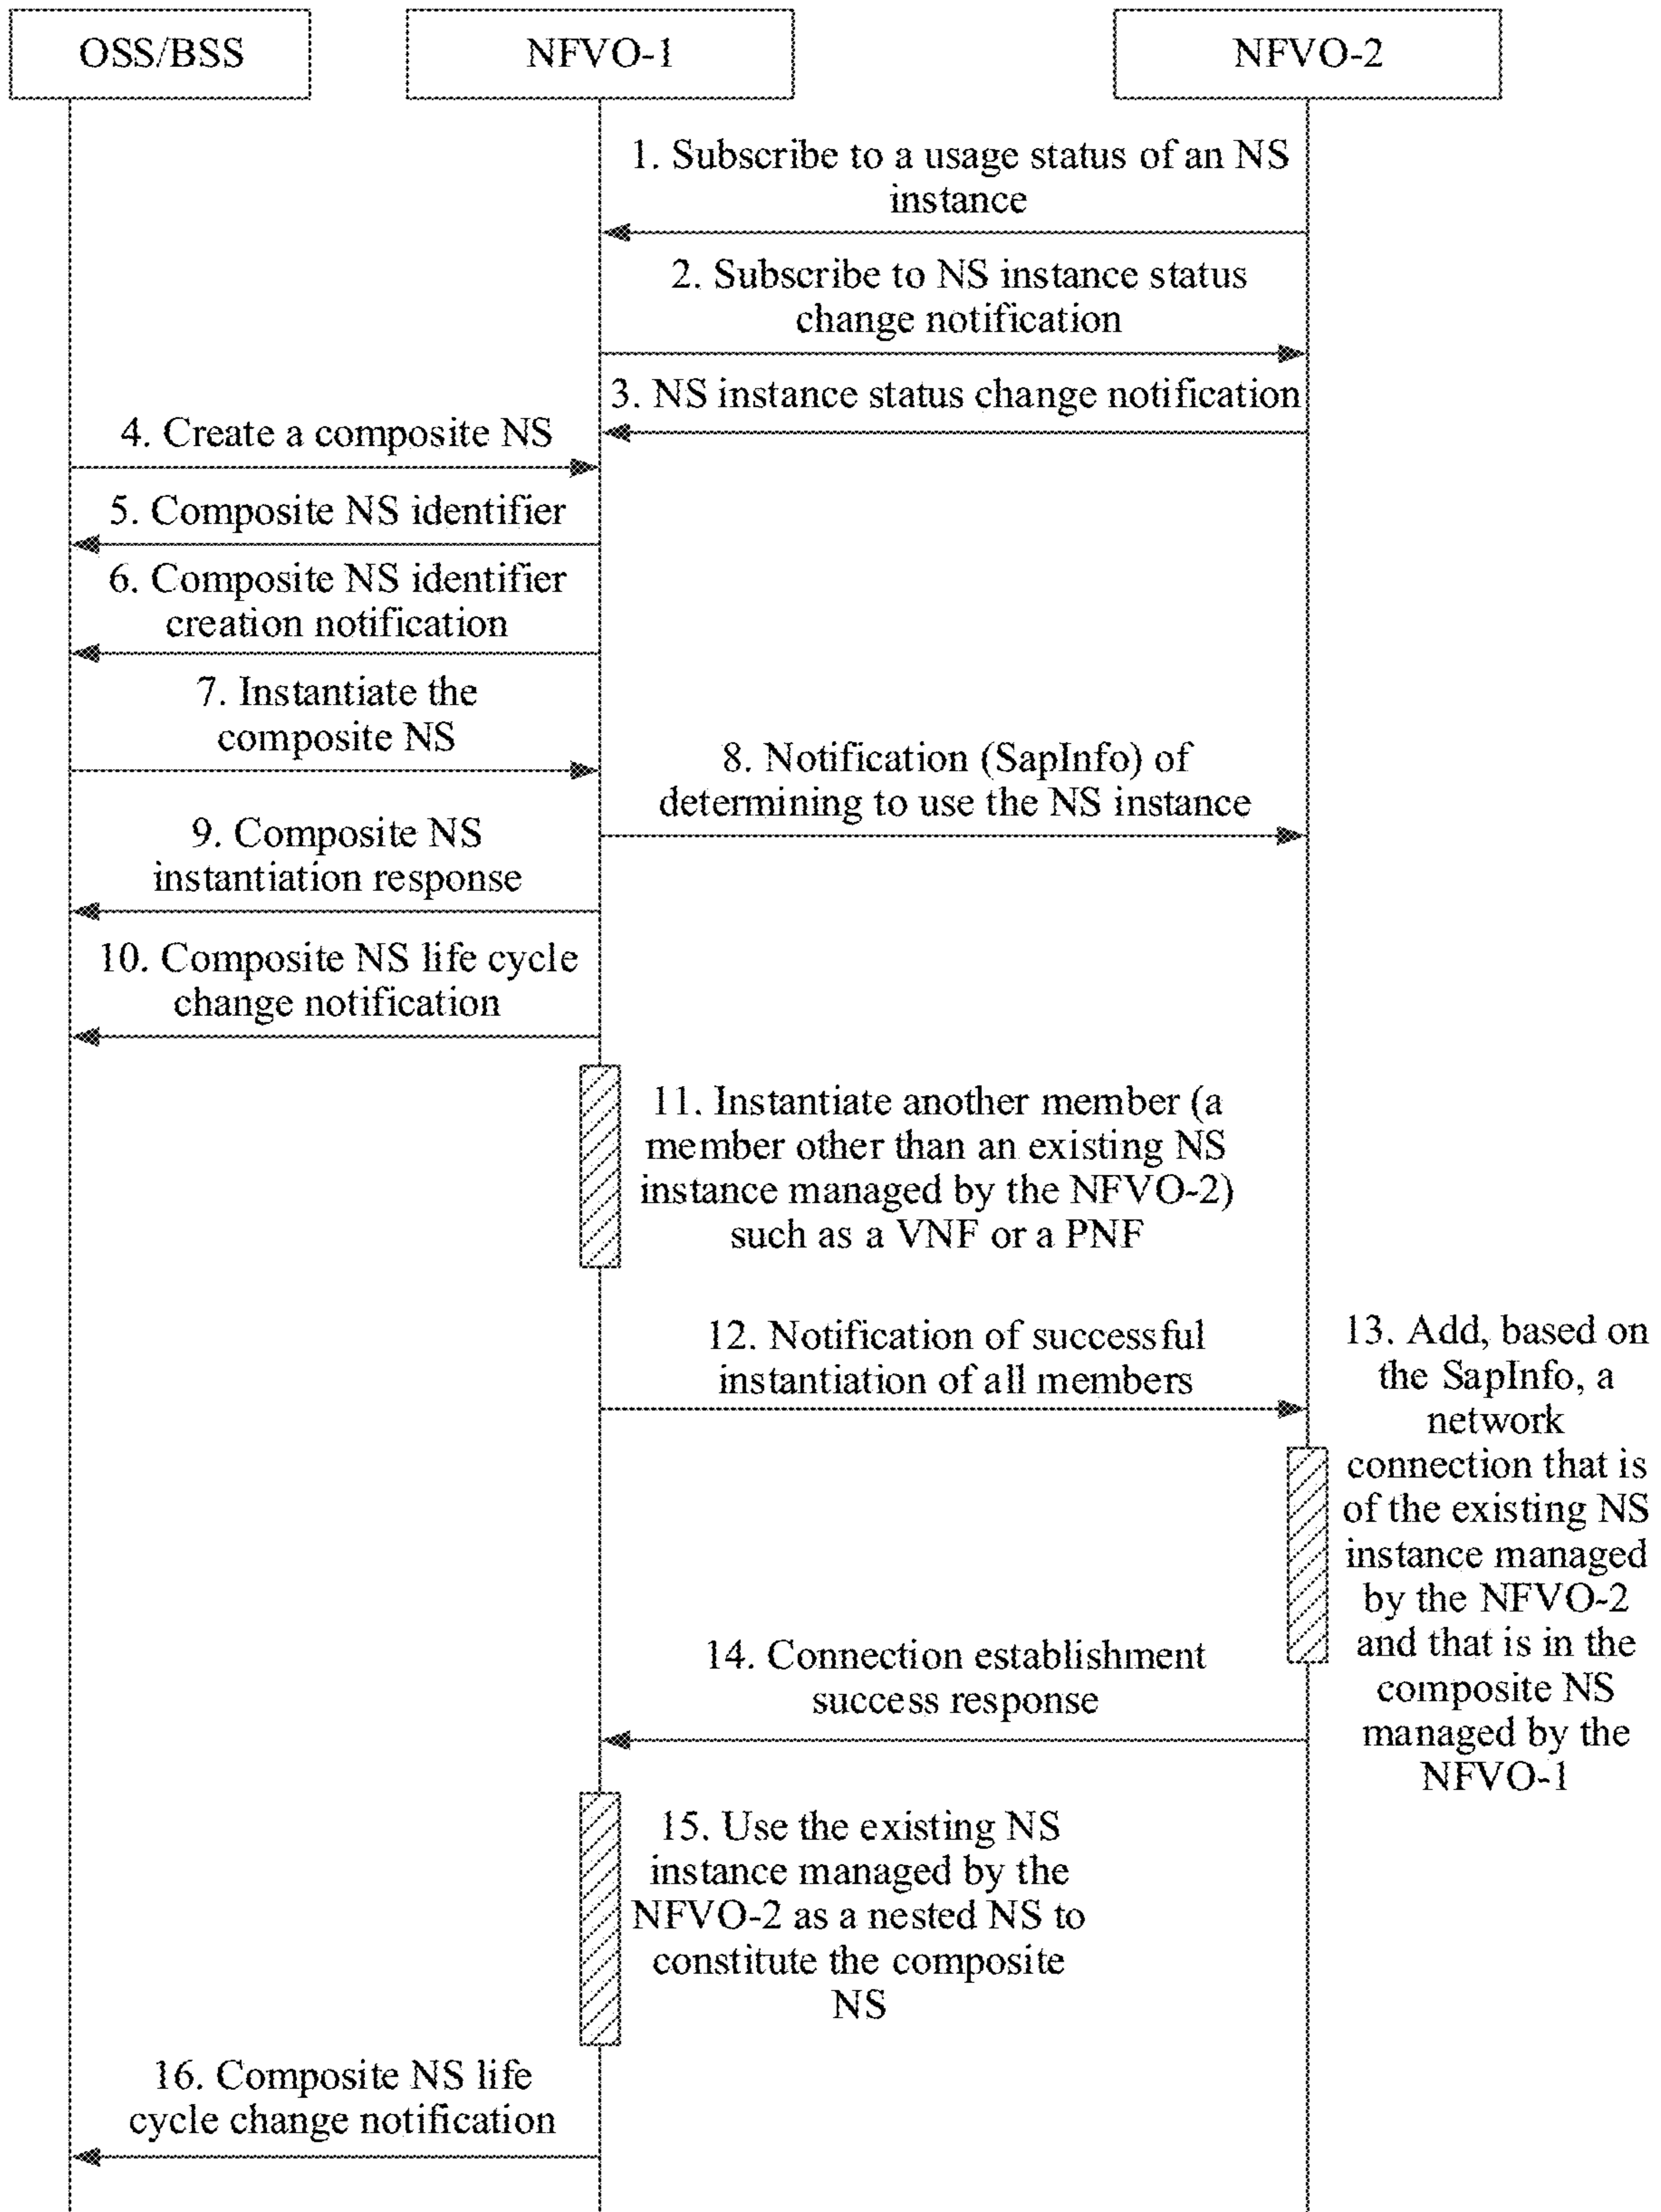 OSS/BSS
NFVO-1
NFVO-2
1. Subscribe to a usage status of an NS
instance
2. Subscribe to NS instance status
change notification
3. NS instance status change notification
4. Create a composite NS
5. Composite NS identifier
6. Composite NS identifier
creation notification
7. Instantiate the
composite NS
8. Notification (SapInfo) of
determining to use the NS instance
9. Composite NS
instantiation response
10. Composite NS life cycle
change notification
11. Instantiate another member (a
member other than an existing NS
instance managed by the NFVO-2)
such as a VNF or a PNF
12. Notification of successful
instantiation of all members
13. Add, based on
the SapInfo, a
network
connection that is
of the existing NS
instance managed
by the NFVO-2
and that is in the
composite NS
managed by the
NFVO-1
14. Connection establishment
success response
15. Use the existing NS
instance managed by the
NFVO-2 as a nested NS to
constitute the composite
NS
16. Composite NS life
cycle change notification